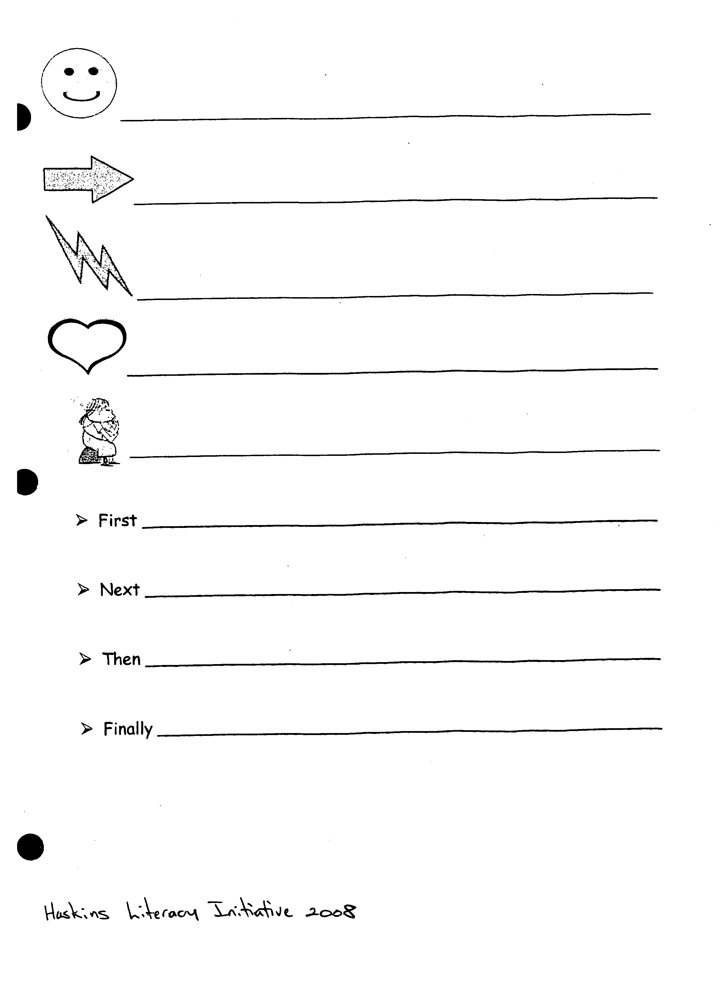 First
Next
Then
Finally
Haskins Literacy Initiative 2008